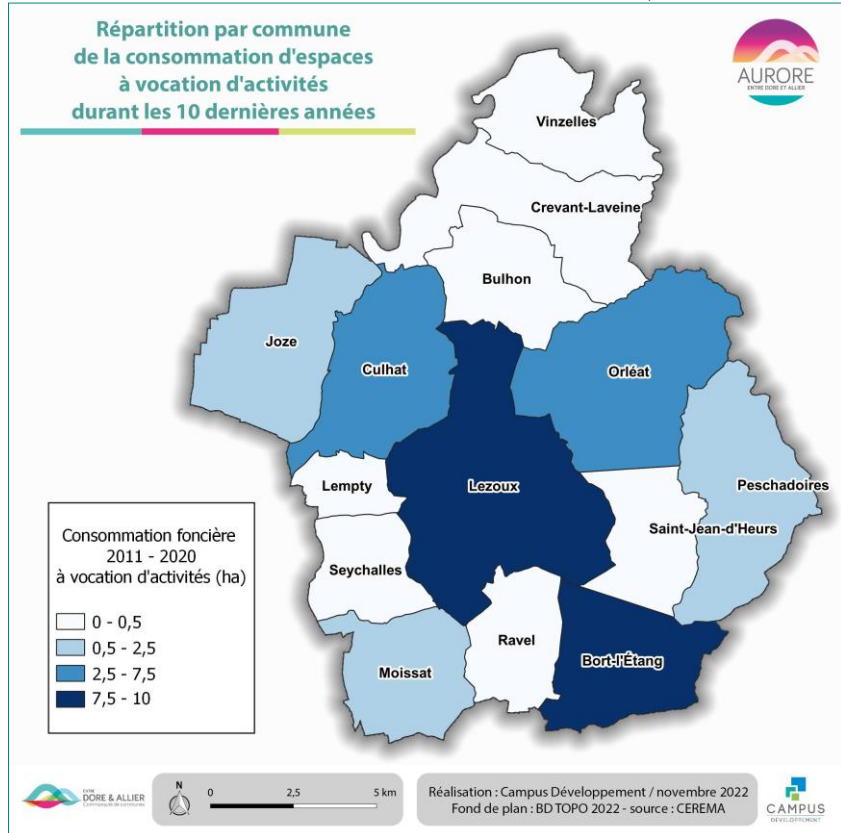 Répartition par commune
de la consommation d'espaces
à vocation d'activités
durant les 10 dernières années
AURORE
ENTRE DORE ET ALLIER
Vinzelles
Crevant-Laveine
Bulhon
Joze
Culhat
Orléat
Peschadoires
Lempty
Lezoux
Saint-Jean-d'Heurs
Seychalles
Ravel
Bort-l'Étang
Moissat
Consommation foncière
2011 - 2020
à vocation d'activités (ha)
0 - 0,5
0,5 - 2,5
2,5 - 7,5
7,5 - 10
ENTRE
DORE & ALLIER
Communauté de communes
N
0 2,5 5 km
Réalisation : Campus Développement / novembre 2022
Fond de plan : BD TOPO 2022 - source : CEREMA
CAMPUS
DÉVELOPPEMENT